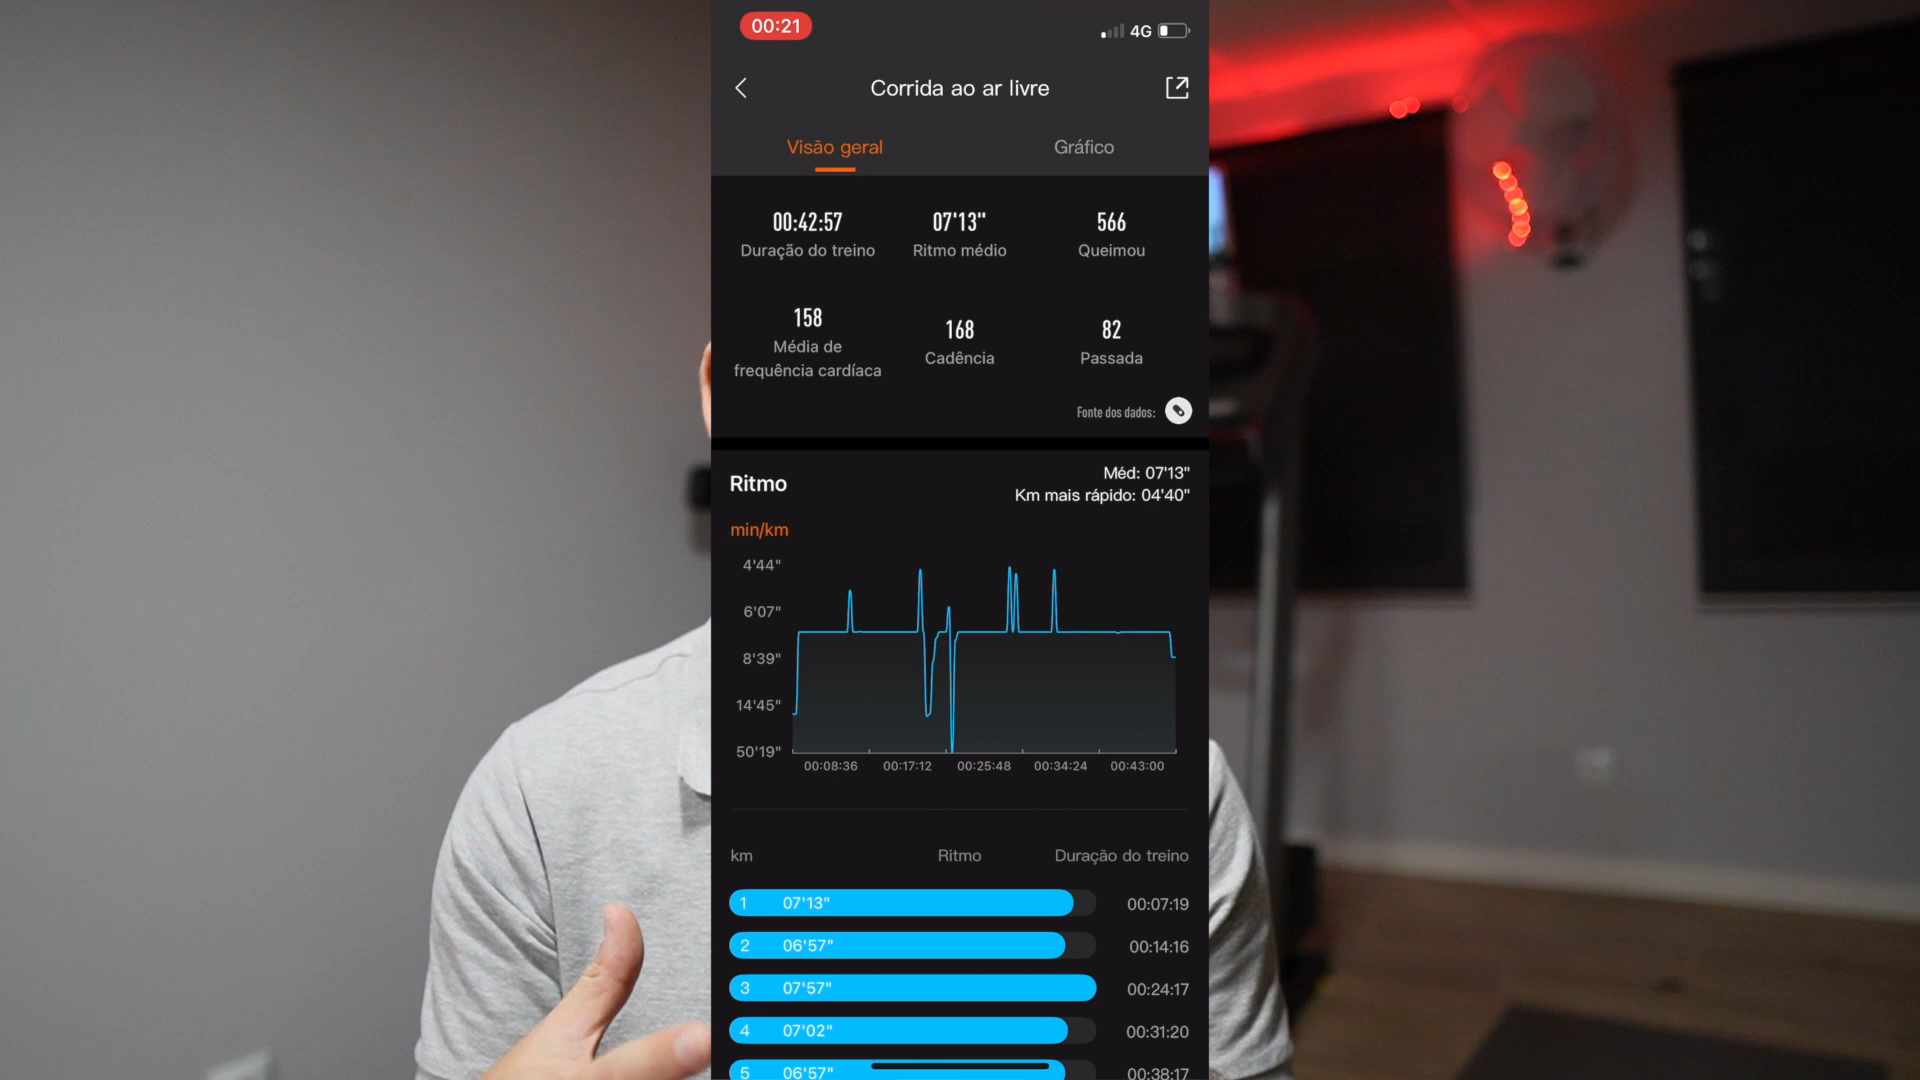 00:21
4G
Corrida ao ar livre
Visão geral
Gráfico
00:42:57
Duração do treino
07'13"
Ritmo médio
566
Queimou
158
Média de
frequência cardíaca
168
Cadência
82
Passada
Fonte dos dados:
Ritmo
Méd: 07'13"
Km mais rápido: 04'40"
min/km
4'44"
6'07"
8'39"
14'45"
50'19"
00:08:36 00:17:12 00:25:48 00:34:24 00:43:00
km Ritmo Duração do treino
1 07'13" 00:07:19
2 06'57" 00:14:16
3 07'57" 00:24:17
4 07'02" 00:31:20
5 06'57" 00:38:17